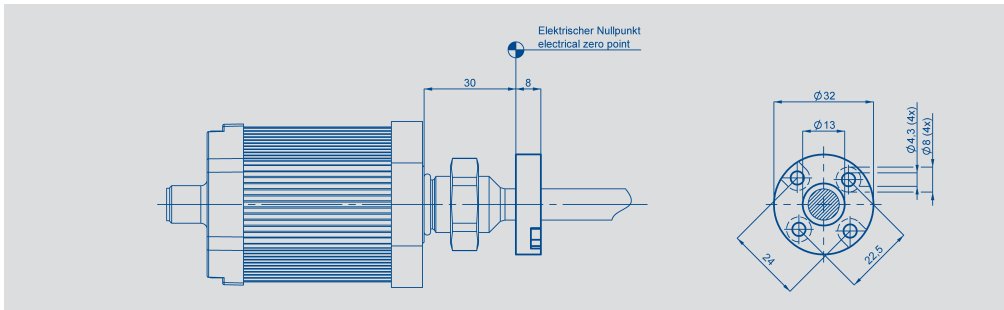 Elektrischer Nullpunkt
electrical zero point
30
8
Ø32
Ø13
Ø4,3 (4x)
Ø8 (4x)
24
22,5